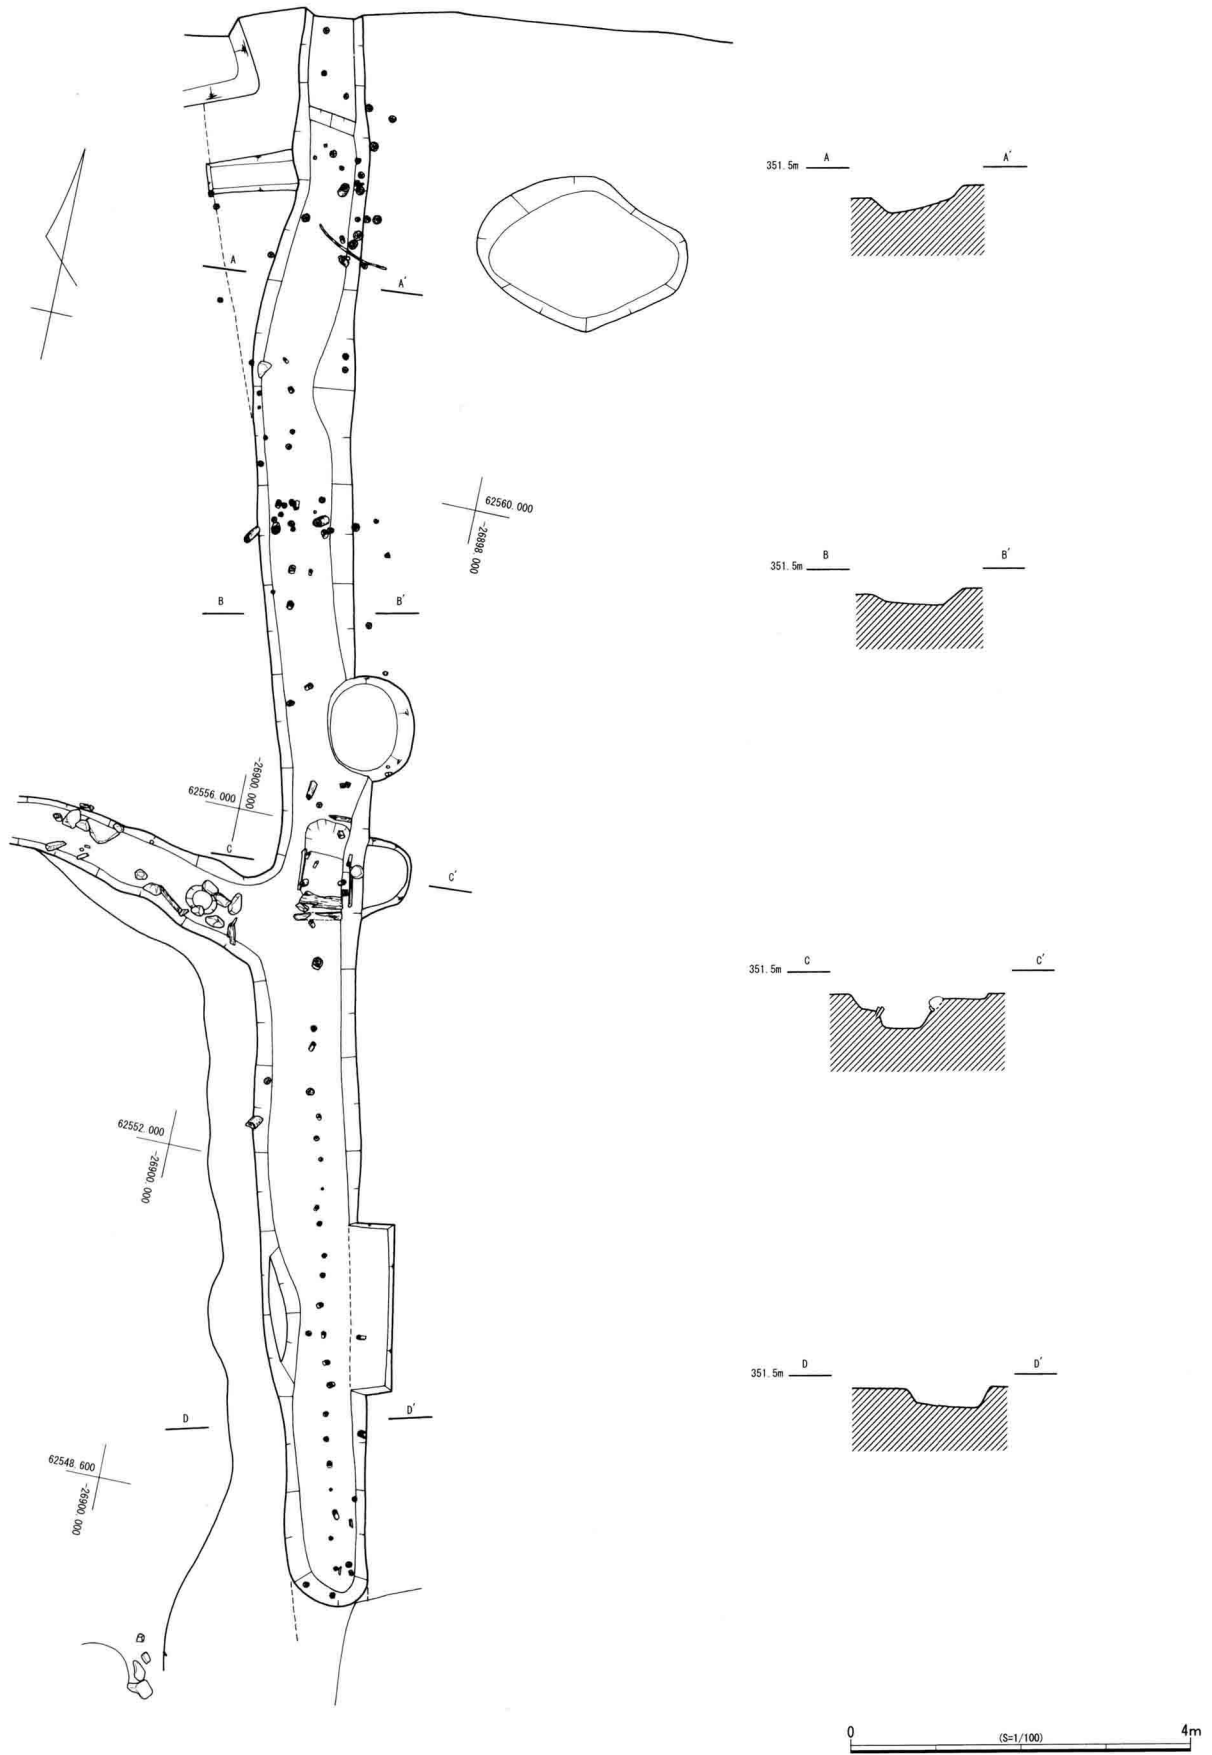 351.5m A A′
A
A′
62560.000
-26898.000
351.5m B B′
B B′
62556.000
-26900.000
C
C′
351.5m C C′
62552.000
-26900.000
351.5m D D′
D D′
62548.600
-26900.000
0 (S=1/100) 4m